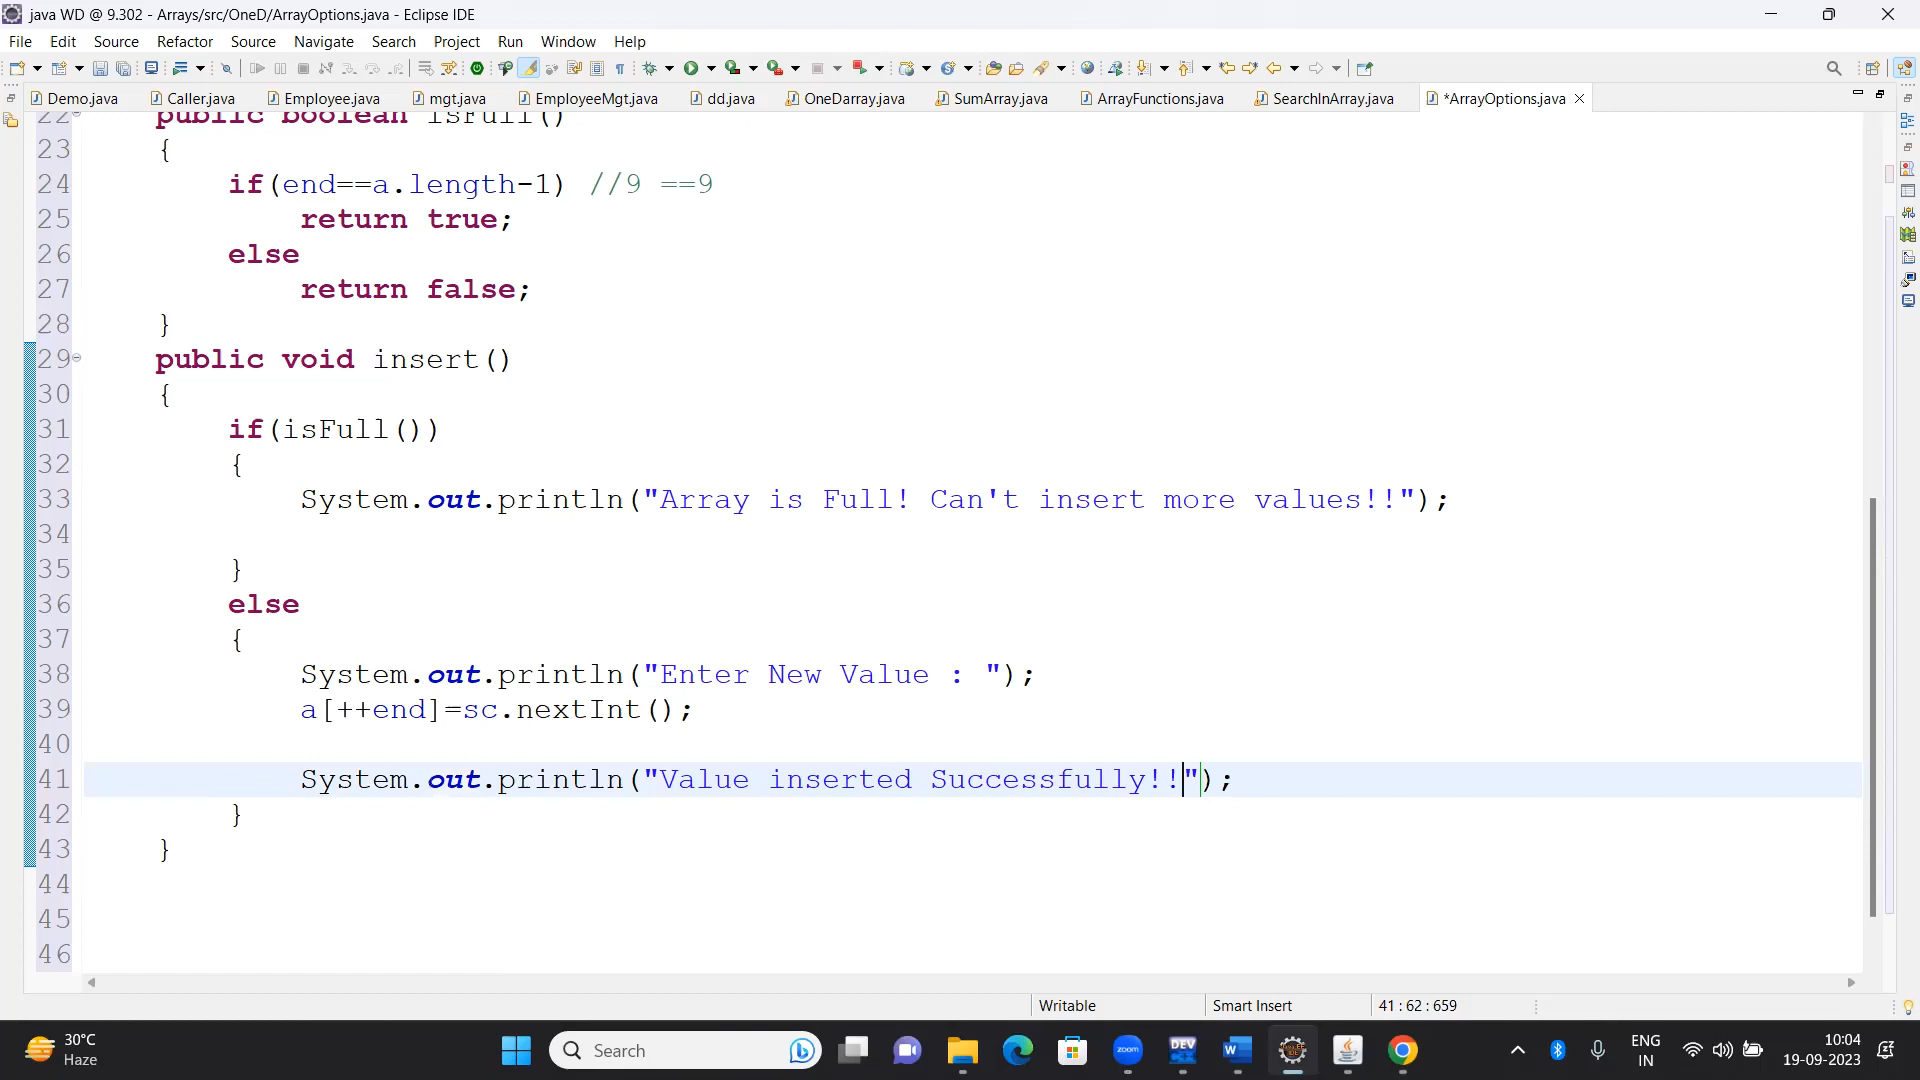 java WD @ 9.302 - Arrays/src/OneD/ArrayOptions.java - Eclipse IDE
File Edit Source Refactor Source Navigate Search Project Run Window Help
Demo.java Caller.java Employee.java mgt.java EmployeeMgt.java dd.java OneDarray.java SumArray.java ArrayFunctions.java SearchInArray.java *ArrayOptions.java
22 public boolean isFull()
23 {
24 if(end==a.length-1) //9 ==9
25 return true;
26 else
27 return false;
28 }
29 public void insert()
30 {
31 if(isFull())
32 {
33 System.out.println("Array is Full! Can't insert more values!!");
34
35 }
36 else
37 {
38 System.out.println("Enter New Value : ");
39 a[++end]=sc.nextInt();
40
41 System.out.println("Value inserted Successfully!!");
42 }
43 }
44
45
46
Writable Smart Insert 41 : 62 : 659
30°C
Haze
Search
zoom
DEV
W
ENG
IN
10:04
19-09-2023